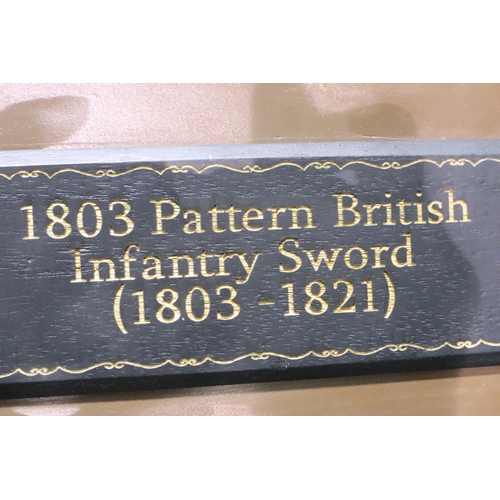 1803 Pattern British
Infantry Sword
(1803 -1821)